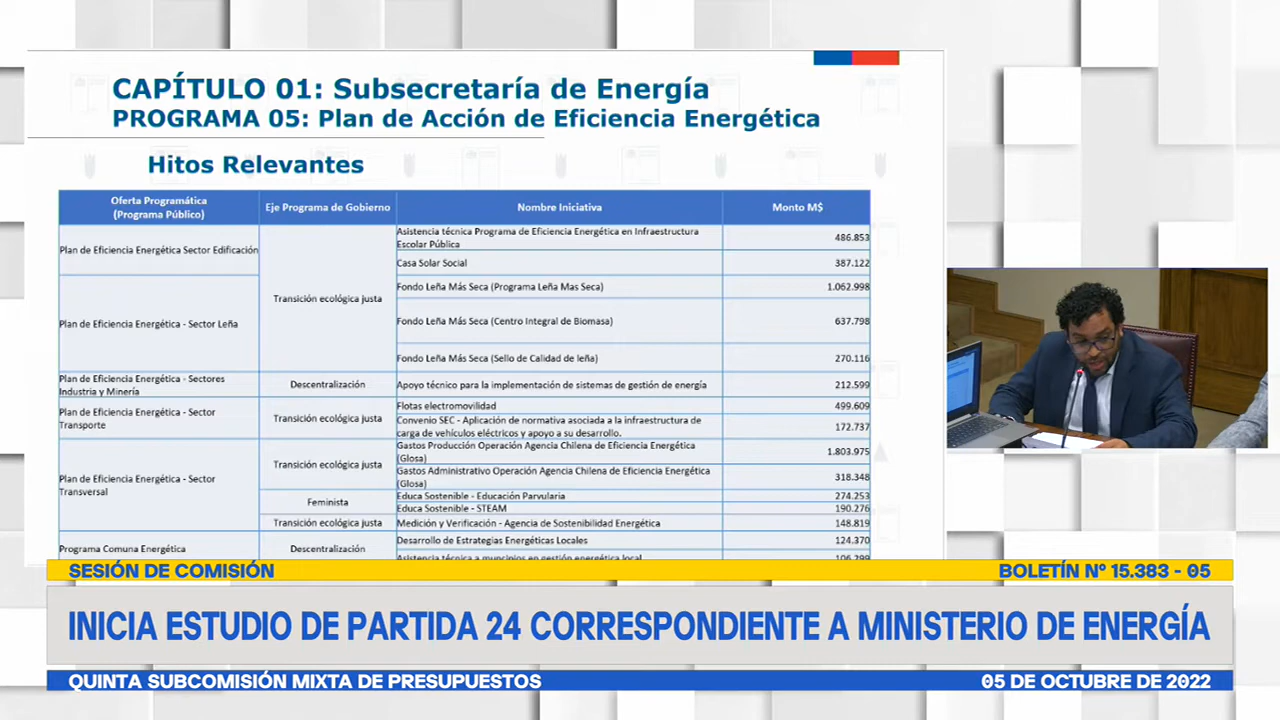 CAPÍTULO 01: Subsecretaría de Energía
PROGRAMA 05: Plan de Acción de Eficiencia Energética
Hitos Relevantes
Oferta Programática
(Programa Público)
Eje Programa de Gobierno
Nombre Iniciativa
Monto M$
Plan de Eficiencia Energética Sector Edificación
Transición ecológica justa
Asistencia técnica Programa de Eficiencia Energética en Infraestructura
Escolar Pública
486.853
Casa Solar Social
387.122
Plan de Eficiencia Energética - Sector Leña
Fondo Leña Más Seca (Programa Leña Mas Seca)
1.062.998
Fondo Leña Más Seca (Centro Integral de Biomasa)
637.798
Fondo Leña Más Seca (Sello de Calidad de leña)
270.116
Plan de Eficiencia Energética - Sectores
Industria y Minería
Descentralización
Apoyo técnico para la implementación de sistemas de gestión de energía
212.599
Plan de Eficiencia Energética - Sector
Transporte
Transición ecológica justa
Flotas electromovilidad
499.609
Convenio SEC - Aplicación de normativa asociada a la infraestructura de
carga de vehículos eléctricos y apoyo a su desarrollo.
172.737
Plan de Eficiencia Energética - Sector
Transversal
Transición ecológica justa
Gastos Producción Operación Agencia Chilena de Eficiencia Energética
(Glosa)
1.803.975
Gastos Administrativo Operación Agencia Chilena de Eficiencia Energética
(Glosa)
318.348
Feminista
Educa Sostenible - Educación Parvularia
274.253
Educa Sostenible - STEAM
190.276
Transición ecológica justa
Medición y Verificación - Agencia de Sostenibilidad Energética
148.819
Programa Comuna Energética
Descentralización
Desarrollo de Estrategias Energéticas Locales
124.370
Asistencia técnica a muncipios en gestión energética local
106.299
SESIÓN DE COMISIÓN
BOLETÍN N° 15.383 - 05
INICIA ESTUDIO DE PARTIDA 24 CORRESPONDIENTE A MINISTERIO DE ENERGÍA
QUINTA SUBCOMISIÓN MIXTA DE PRESUPUESTOS
05 DE OCTUBRE DE 2022